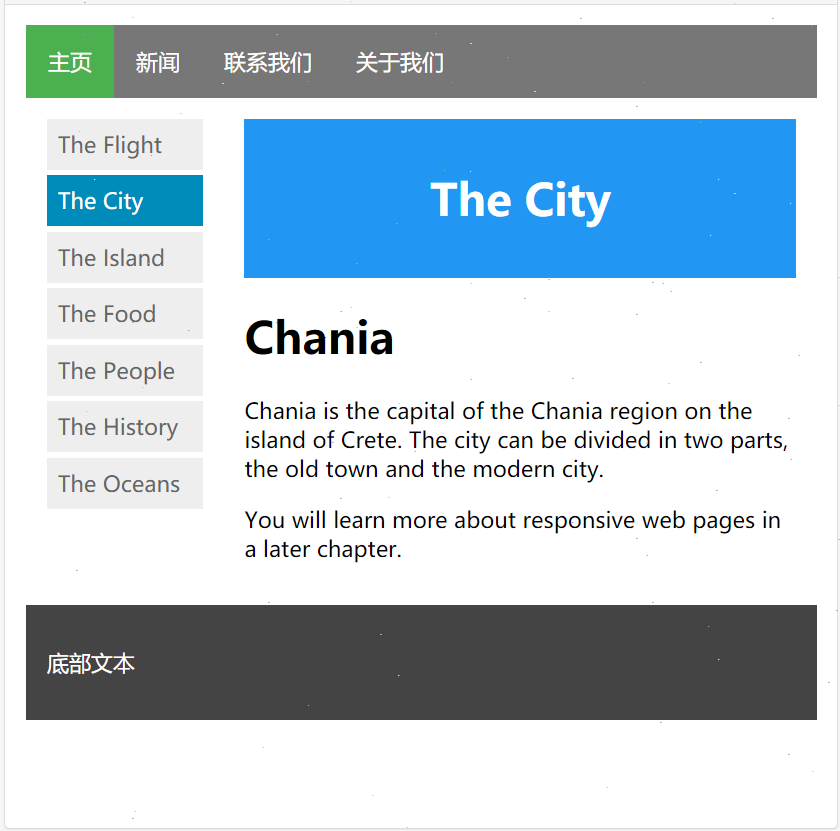 主页 新闻 联系我们 关于我们
The Flight
The City
The Island
The Food
The People
The History
The Oceans
The City
Chania
Chania is the capital of the Chania region on the
island of Crete. The city can be divided in two parts,
the old town and the modern city.
You will learn more about responsive web pages in
a later chapter.
底部文本